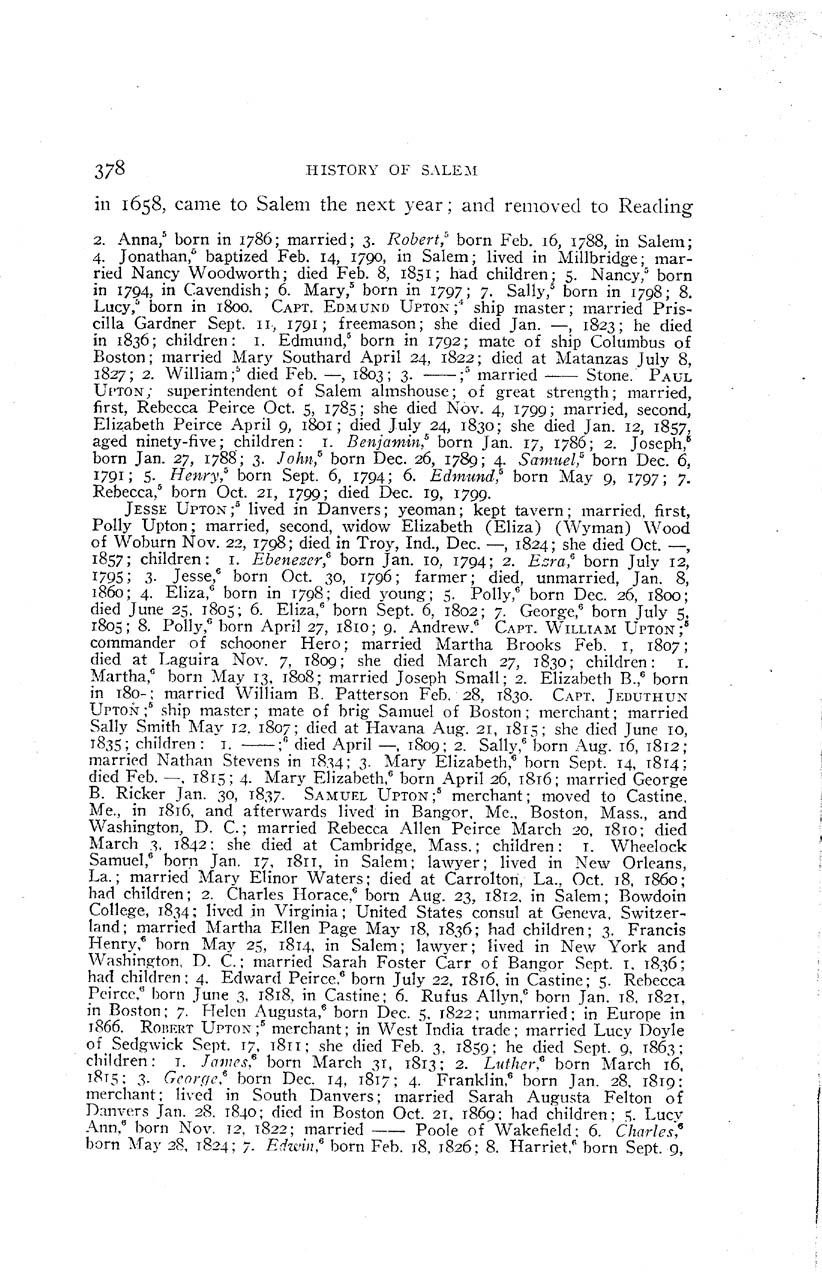 378 HISTORY OF SALEM
in 1658, came to Salem the next year; and removed to Reading
2. Anna,⁵ born in 1786; married; 3. Robert,⁵ born Feb. 16, 1788, in Salem;
4. Jonathan,⁵ baptized Feb. 14, 1790, in Salem; lived in Millbridge; mar-
ried Nancy Woodworth; died Feb. 8, 1851; had children; 5. Nancy,⁵ born
in 1794, in Cavendish; 6. Mary,⁵ born in 1797; 7. Sally,⁵ born in 1798; 8.
Lucy,⁵ born in 1800. CAPT. EDMUND UPTON;⁴ ship master; married Pris-
cilla Gardner Sept. 11, 1791; freemason; she died Jan. —, 1823; he died
in 1836; children: 1. Edmund,⁵ born in 1792; mate of ship Columbus of
Boston; married Mary Southard April 24, 1822; died at Matanzas July 8,
1827; 2. William;⁵ died Feb. —, 1803; 3. ——;⁵ married —— Stone. PAUL
UPTON; superintendent of Salem almshouse; of great strength; married,
first, Rebecca Peirce Oct. 5, 1785; she died Nov. 4, 1799; married, second,
Elizabeth Peirce April 9, 1801; died July 24, 1830; she died Jan. 12, 1857,
aged ninety-five; children: 1. Benjamin,⁵ born Jan. 17, 1786; 2. Joseph,⁵
born Jan. 27, 1788; 3. John,⁵ born Dec. 26, 1789; 4. Samuel,⁵ born Dec. 6,
1791; 5. Henry,⁵ born Sept. 6, 1794; 6. Edmund,⁵ born May 9, 1797; 7.
Rebecca,⁵ born Oct. 21, 1799; died Dec. 19, 1799.
JESSE UPTON;⁵ lived in Danvers; yeoman; kept tavern; married, first,
Polly Upton; married, second, widow Elizabeth (Eliza) (Wyman) Wood
of Woburn Nov. 22, 1798; died in Troy, Ind., Dec. —, 1824; she died Oct. —,
1857; children: 1. Ebenezer,⁶ born Jan. 10, 1794; 2. Ezra,⁶ born July 12,
1795; 3. Jesse,⁶ born Oct. 30, 1796; farmer; died, unmarried, Jan. 8,
1860; 4. Eliza,⁶ born in 1798; died young; 5. Polly,⁶ born Dec. 26, 1800;
died June 25, 1805; 6. Eliza,⁶ born Sept. 6, 1802; 7. George,⁶ born July 5,
1805; 8. Polly,⁶ born April 27, 1810; 9. Andrew.⁶ CAPT. WILLIAM UPTON;⁵
commander of schooner Hero; married Martha Brooks Feb. 1, 1807;
died at Laguira Nov. 7, 1809; she died March 27, 1830; children: 1.
Martha,⁶ born May 13, 1808; married Joseph Small; 2. Elizabeth B.,⁶ born
in 180-; married William B. Patterson Feb. 28, 1830. CAPT. JEDUTHUN
UPTON;⁵ ship master; mate of brig Samuel of Boston; merchant; married
Sally Smith May 12, 1807; died at Havana Aug. 21, 1815; she died June 10,
1835; children: 1. ——;⁶ died April —, 1809; 2. Sally,⁶ born Aug. 16, 1812;
married Nathan Stevens in 1834; 3. Mary Elizabeth,⁶ born Sept. 14, 1814;
died Feb. —, 1815; 4. Mary Elizabeth,⁶ born April 26, 1816; married George
B. Ricker Jan. 30, 1837. SAMUEL UPTON;⁵ merchant; moved to Castine,
Me., in 1816, and afterwards lived in Bangor, Me., Boston, Mass., and
Washington, D. C.; married Rebecca Allen Peirce March 20, 1810; died
March 3, 1842; she died at Cambridge, Mass.; children: 1. Wheelock
Samuel,⁶ born Jan. 17, 1811, in Salem; lawyer; lived in New Orleans,
La.; married Mary Elinor Waters; died at Carrolton, La., Oct. 18, 1860;
had children; 2. Charles Horace,⁶ born Aug. 23, 1812, in Salem; Bowdoin
College, 1834; lived in Virginia; United States consul at Geneva, Switzer-
land; married Martha Ellen Page May 18, 1836; had children; 3. Francis
Henry,⁶ born May 25, 1814, in Salem; lawyer; lived in New York and
Washington, D. C.; married Sarah Foster Carr of Bangor Sept. 1, 1836;
had children; 4. Edward Peirce,⁶ born July 22, 1816, in Castine; 5. Rebecca
Peirce,⁶ born June 3, 1818, in Castine; 6. Rufus Allyn,⁶ born Jan. 18, 1821,
in Boston; 7. Helen Augusta,⁶ born Dec. 5, 1822; unmarried; in Europe in
1866. ROBERT UPTON;⁵ merchant; in West India trade; married Lucy Doyle
of Sedgwick Sept. 17, 1811; she died Feb. 3, 1859; he died Sept. 9, 1863;
children: 1. James,⁶ born March 31, 1813; 2. Luther,⁶ born March 16,
1815; 3. George,⁶ born Dec. 14, 1817; 4. Franklin,⁶ born Jan. 28, 1819;
merchant; lived in South Danvers; married Sarah Augusta Felton of
Danvers Jan. 28, 1840; died in Boston Oct. 21, 1869; had children; 5. Lucy
Ann,⁶ born Nov. 12, 1822; married —— Poole of Wakefield; 6. Charles,⁶
born May 28, 1824; 7. Edwin,⁶ born Feb. 18, 1826; 8. Harriet,⁶ born Sept. 9,